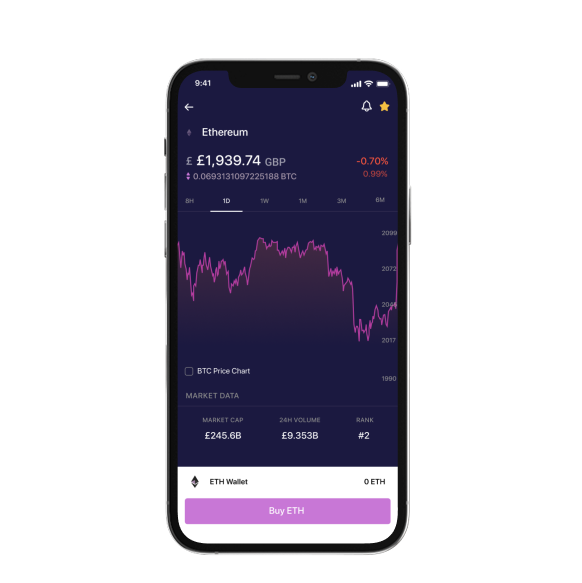 9:41
Ethereum
£ £1,939.74 GBP -0.70%
0.0693131097225188 BTC 0.99%
8H 1D 1W 1M 3M 6M
2099
2072
2045
2017
BTC Price Chart
1990
MARKET DATA
MARKET CAP 24H VOLUME RANK
£245.6B £9.353B #2
ETH Wallet 0 ETH
Buy ETH